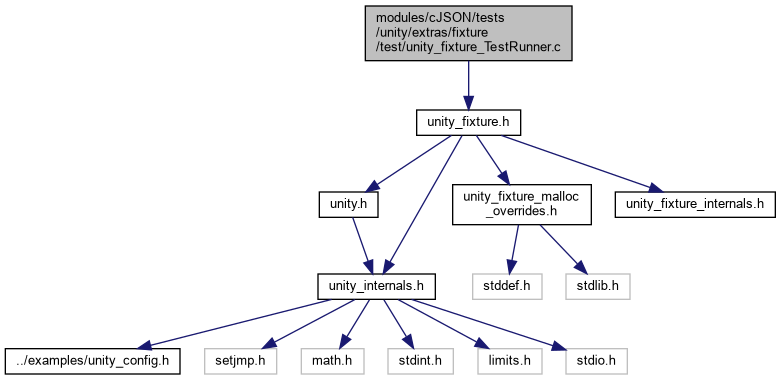 modules/cJSON/tests
/unity/extras/fixture
/test/unity_fixture_TestRunner.c
unity_fixture.h
unity.h
unity_fixture_malloc
_overrides.h
unity_fixture_internals.h
unity_internals.h
stddef.h
stdlib.h
../examples/unity_config.h
setjmp.h
math.h
stdint.h
limits.h
stdio.h